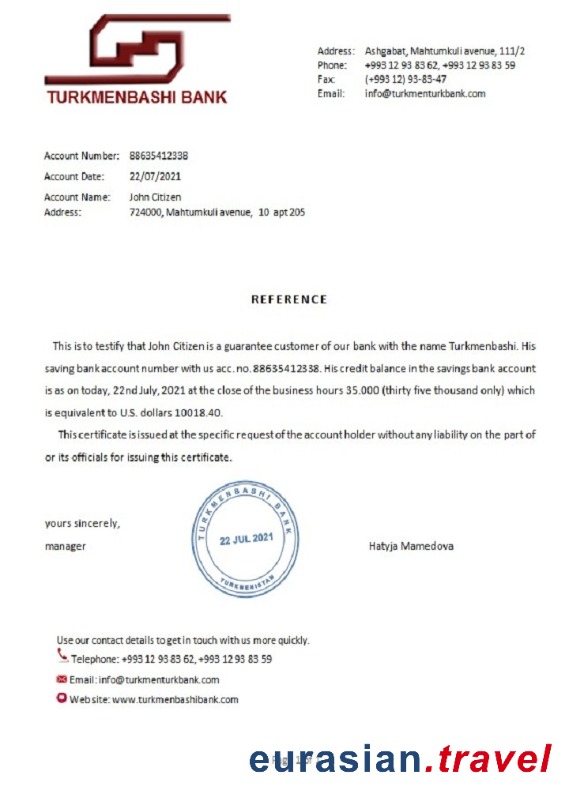 TURKMENBASHI BANK
Address: Ashgabat, Mahtumkuli avenue, 111/2
Phone: +993 12 93 83 62, +993 12 93 83 59
Fax: (+993 12) 93-83-47
Email: info@turkmenturkbank.com
Account Number: 88635412338
Account Date: 22/07/2021
Account Name: John Citizen
Address: 724000, Mahtumkuli avenue, 10 apt 205
REFERENCE
This is to testify that John Citizen is a guarantee customer of our bank with the name Turkmenbashi. His
saving bank account number with us acc. no. 88635412338. His credit balance in the savings bank account
is as on today, 22nd July, 2021 at the close of the business hours 35.000 (thirty five thousand only) which
is equivalent to U.S. dollars 10018.40.
This certificate is issued at the specific request of the account holder without any liability on the part of
or its officials for issuing this certificate.
yours sincerely,
manager
TURKMENBASHI BANK
22 JUL 2021
TURKMENISTAN
Hatyja Mamedova
Use our contact details to get in touch with us more quickly.
Telephone: +993 12 93 83 62, +993 12 93 83 59
Email: info@turkmenturkbank.com
Web site: www.turkmenbashibank.com
eurasian.travel